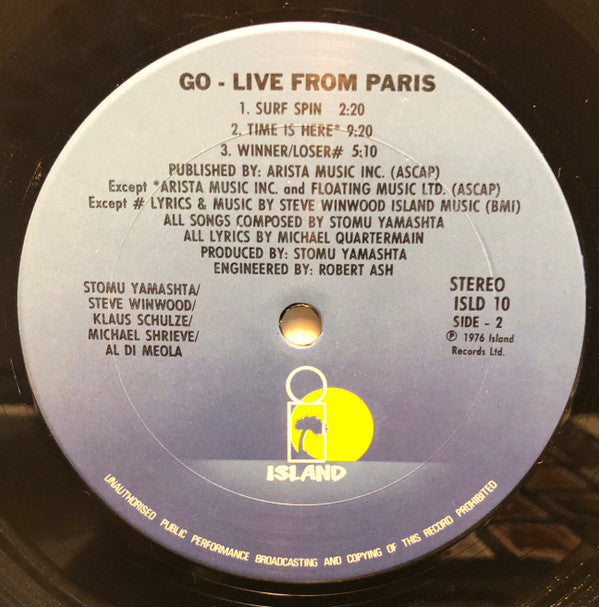 GO - LIVE FROM PARIS
1. SURF SPIN 2:20
2. TIME IS HERE* 9:20
3. WINNER/LOSER# 5:10
PUBLISHED BY: ARISTA MUSIC INC. (ASCAP)
Except *ARISTA MUSIC INC. and FLOATING MUSIC LTD. (ASCAP)
Except # LYRICS & MUSIC BY STEVE WINWOOD ISLAND MUSIC (BMI)
ALL SONGS COMPOSED BY STOMU YAMASHTA
ALL LYRICS BY MICHAEL QUARTERMAIN
PRODUCED BY: STOMU YAMASHTA
ENGINEERED BY: ROBERT ASH
STOMU YAMASHTA/
STEVE WINWOOD/
KLAUS SCHULZE/
MICHAEL SHRIEVE/
AL DI MEOLA
STEREO
ISLD 10
SIDE - 2
℗ 1976 Island
Records Ltd.
ISLAND
UNAUTHORISED PUBLIC PERFORMANCE BROADCASTING AND COPYING OF THIS RECORD PROHIBITED